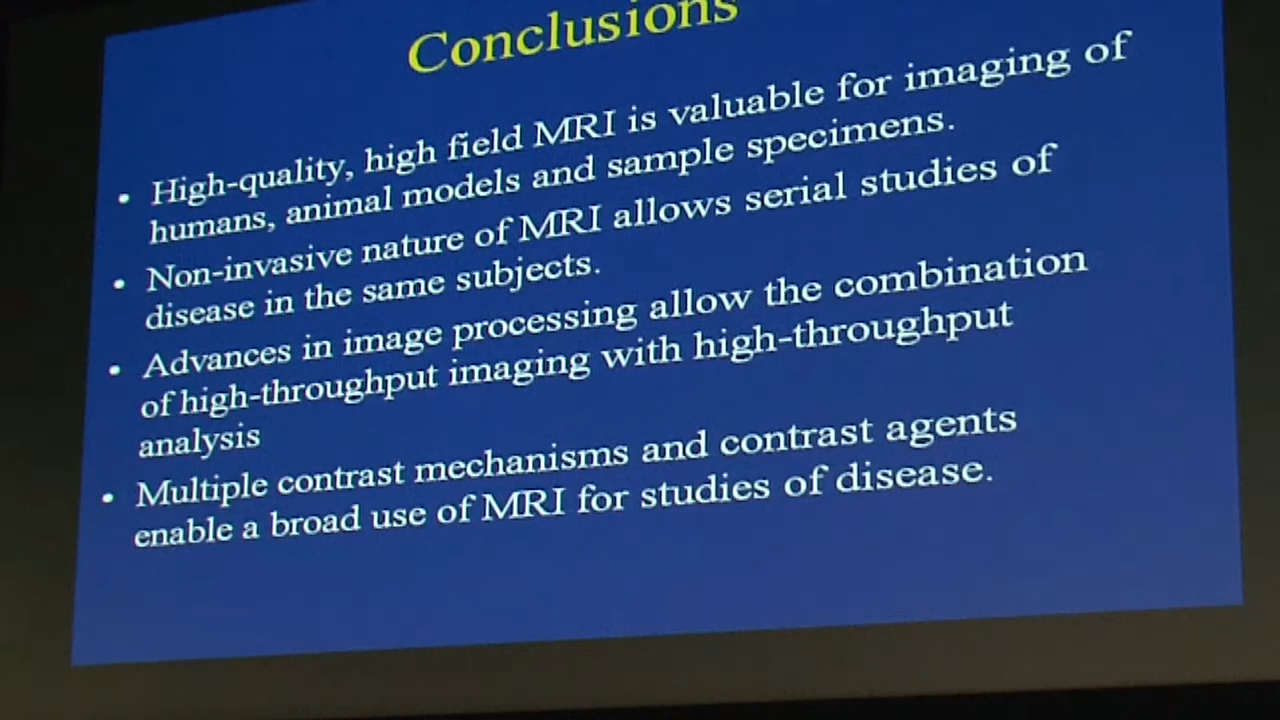 Conclusions
• High-quality, high field MRI is valuable for imaging of
humans, animal models and sample specimens.
• Non-invasive nature of MRI allows serial studies of
disease in the same subjects.
• Advances in image processing allow the combination
of high-throughput imaging with high-throughput
analysis
• Multiple contrast mechanisms and contrast agents
enable a broad use of MRI for studies of disease.